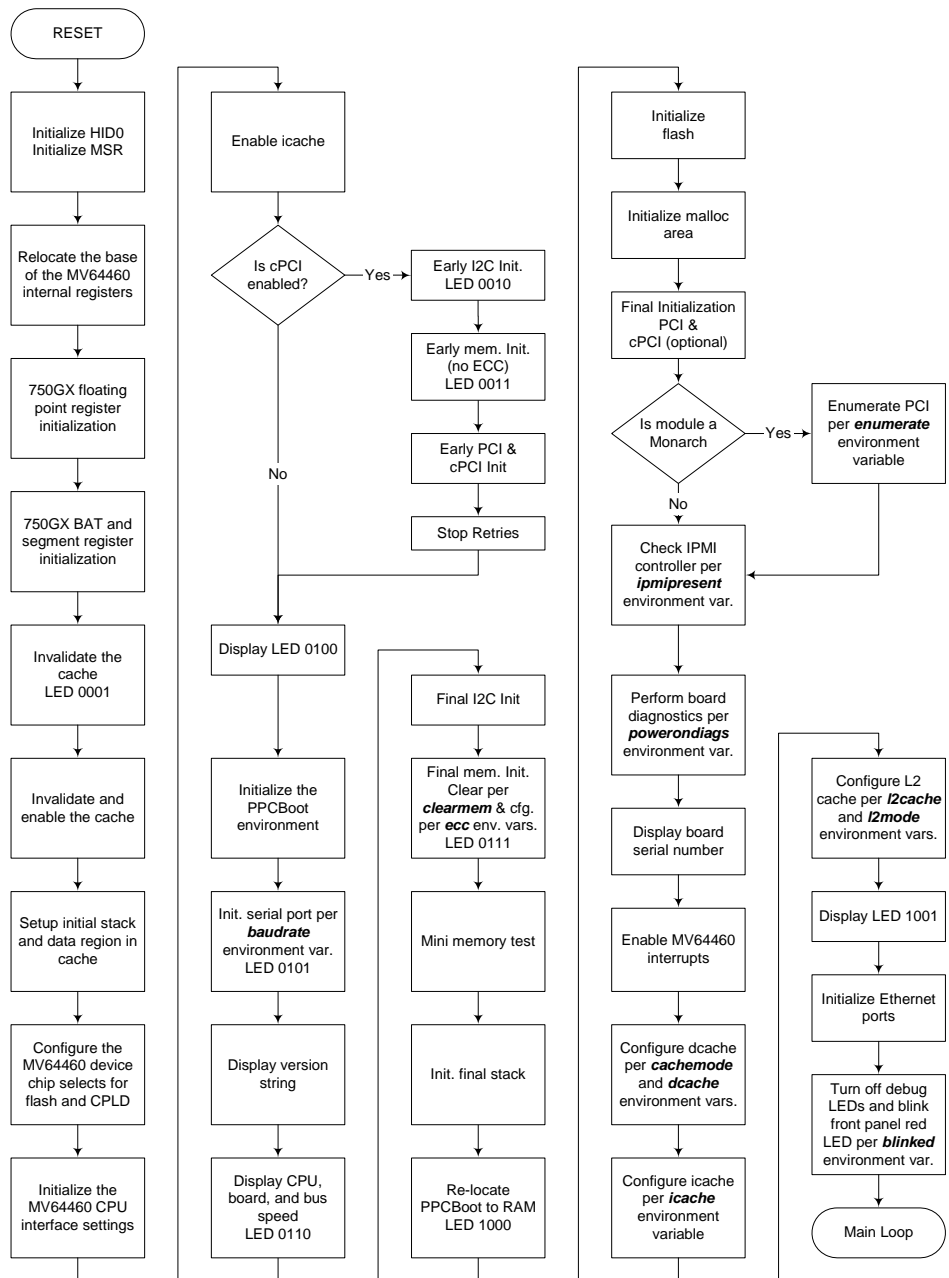 RESET
Initialize HID0
Initialize MSR
Relocate the base
of the MV64460
internal registers
750GX floating
point register
initialization
750GX BAT and
segment register
initialization
Invalidate the
cache
LED 0001
Invalidate and
enable the cache
Setup initial stack
and data region in
cache
Configure the
MV64460 device
chip selects for
flash and CPLD
Initialize the
MV64460 CPU
interface settings
Enable icache
Is cPCI
enabled?
Yes
No
Early I2C Init.
LED 0010
Early mem. Init.
(no ECC)
LED 0011
Early PCI &
cPCI Init
Stop Retries
Display LED 0100
Initialize the
PPCBoot
environment
Init. serial port per
baudrate
environment var.
LED 0101
Display version
string
Display CPU,
board, and bus
speed
LED 0110
Final I2C Init
Final mem. Init.
Clear per
clearmem & cfg.
per ecc env. vars.
LED 0111
Mini memory test
Init. final stack
Re-locate
PPCBoot to RAM
LED 1000
Initialize
flash
Initialize malloc
area
Final Initialization
PCI &
cPCI (optional)
Is module a
Monarch
Yes
No
Enumerate PCI
per enumerate
environment
variable
Check IPMI
controller per
ipmipresent
environment var.
Perform board
diagnostics per
powerondiags
environment var.
Display board
serial number
Enable MV64460
interrupts
Configure dcache
per cachemode
and dcache
environment vars.
Configure icache
per icache
environment
variable
Configure L2
cache per l2cache
and l2mode
environment vars.
Display LED 1001
Initialize Ethernet
ports
Turn off debug
LEDs and blink
front panel red
LED per blinked
environment var.
Main Loop